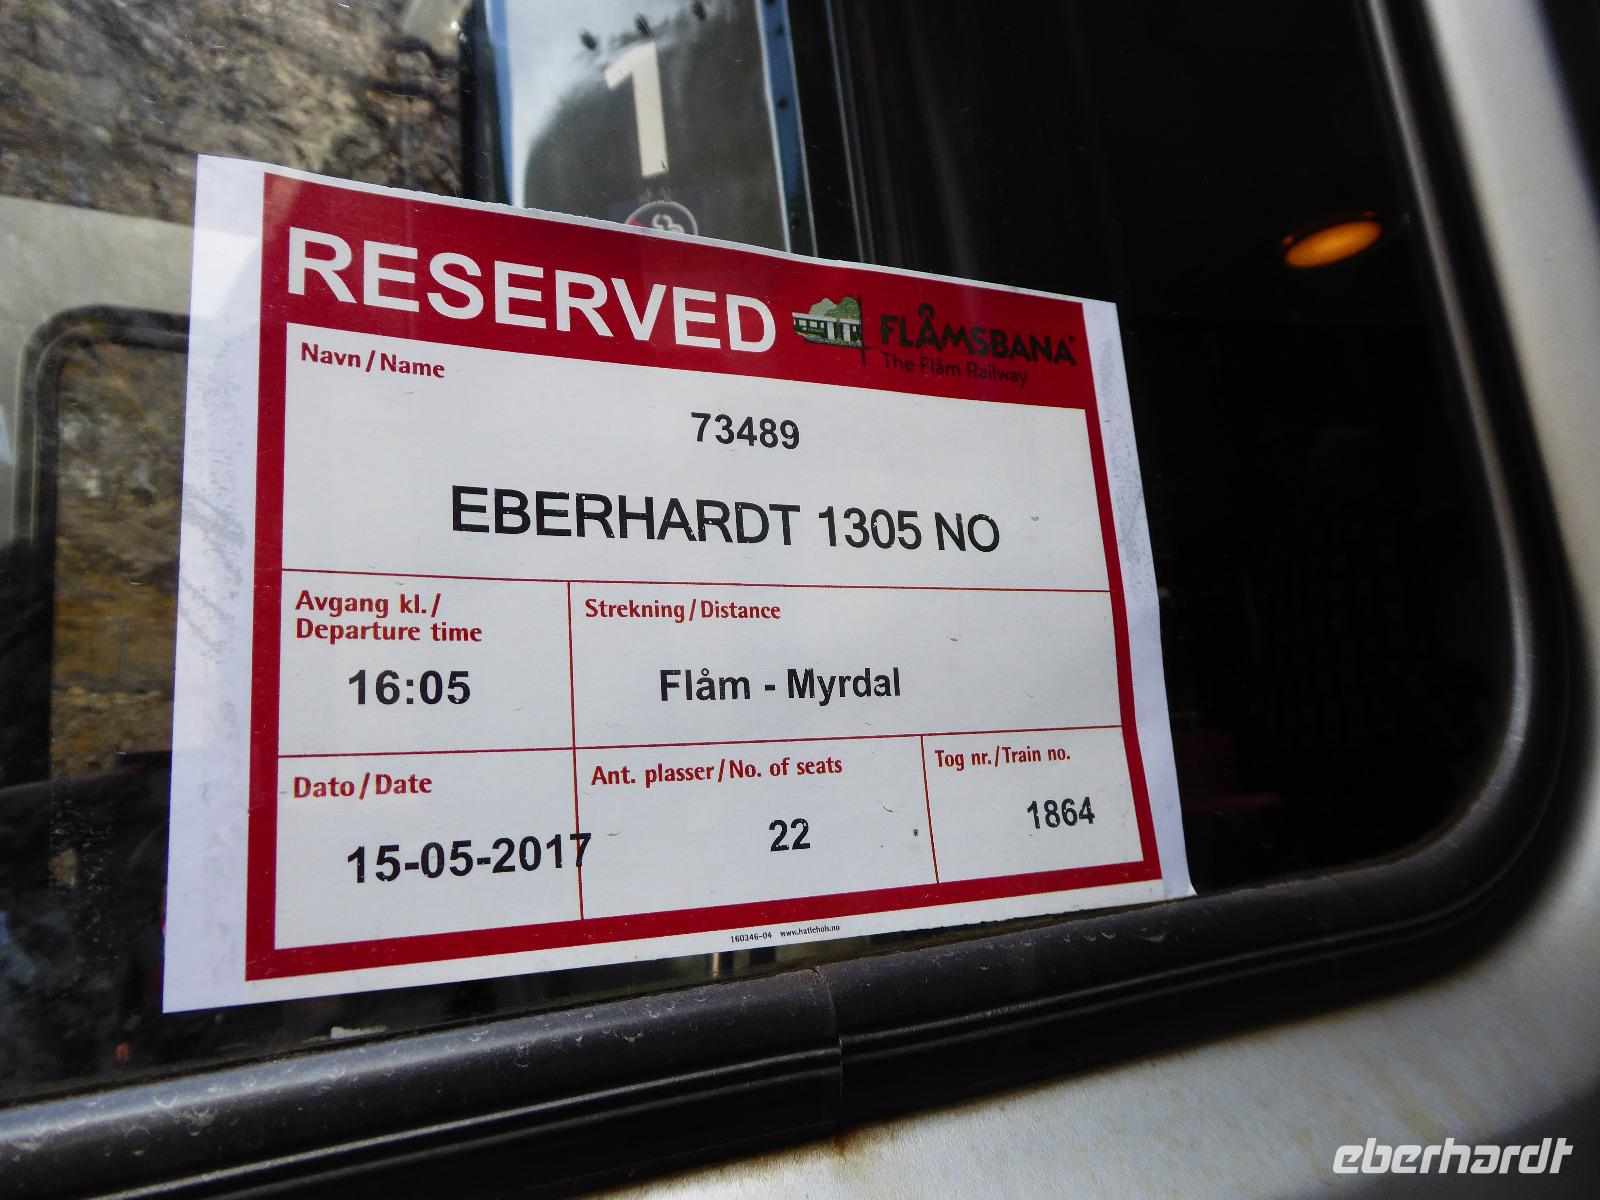 1
RESERVED
FLÅMSBANA®
The Flåm Railway
Navn / Name
73489
EBERHARDT 1305 NO
Avgang kl. /
Departure time
16:05
Strekning / Distance
Flåm - Myrdal
Dato / Date
15-05-2017
Ant. plasser / No. of seats
22
Tog nr. / Train no.
1864
160346-04
eberhardt